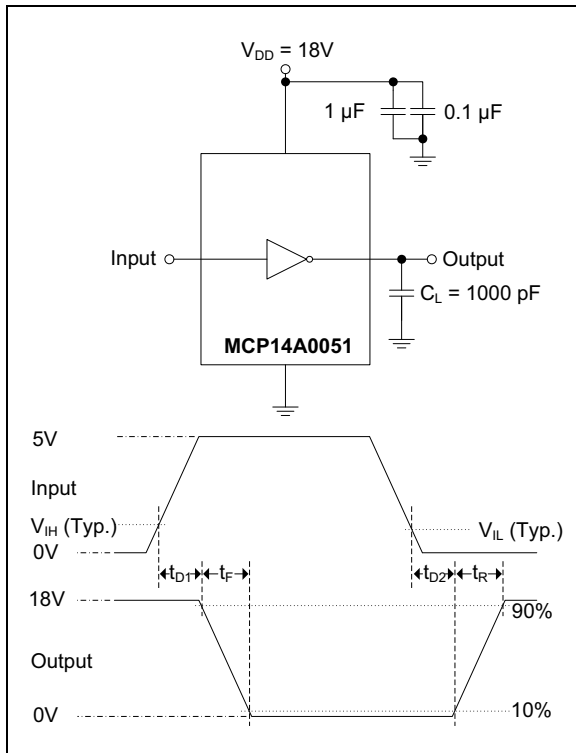 V_DD = 18V
1 µF
0.1 µF
Input
Output
C_L = 1000 pF
MCP14A0051
5V
Input
V_IH (Typ.)
V_IL (Typ.)
0V
t_D1
t_F
t_D2
t_R
18V
90%
Output
10%
0V